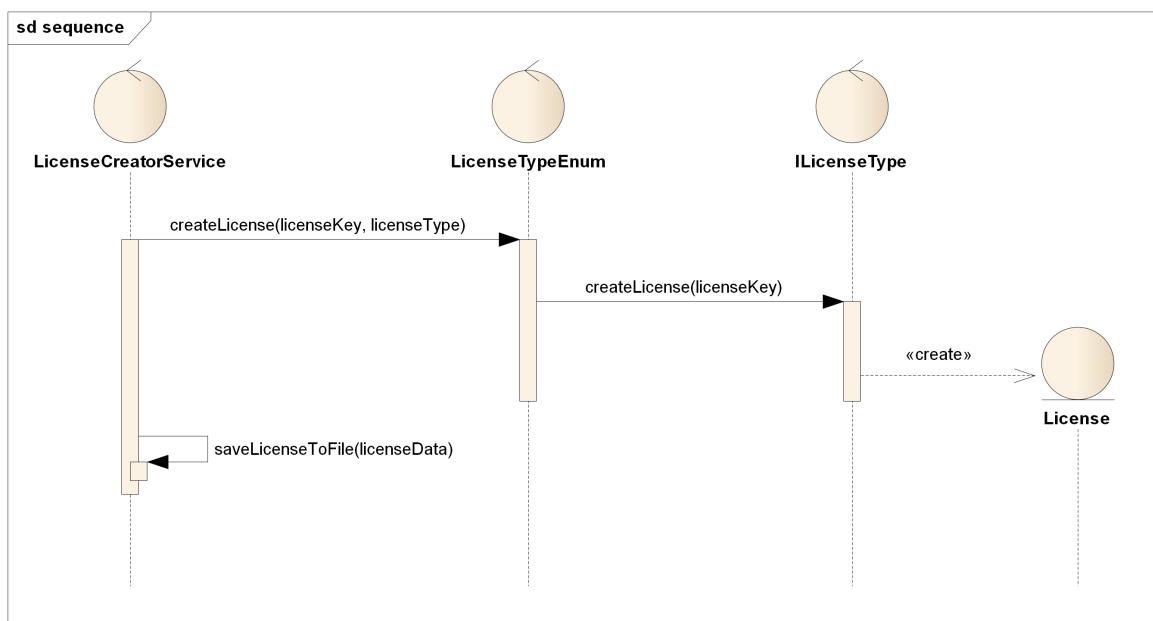 sd sequence
LicenseCreatorService
LicenseTypeEnum
ILicenseType
createLicense(licenseKey, licenseType)
createLicense(licenseKey)
«create»
License
saveLicenseToFile(licenseData)